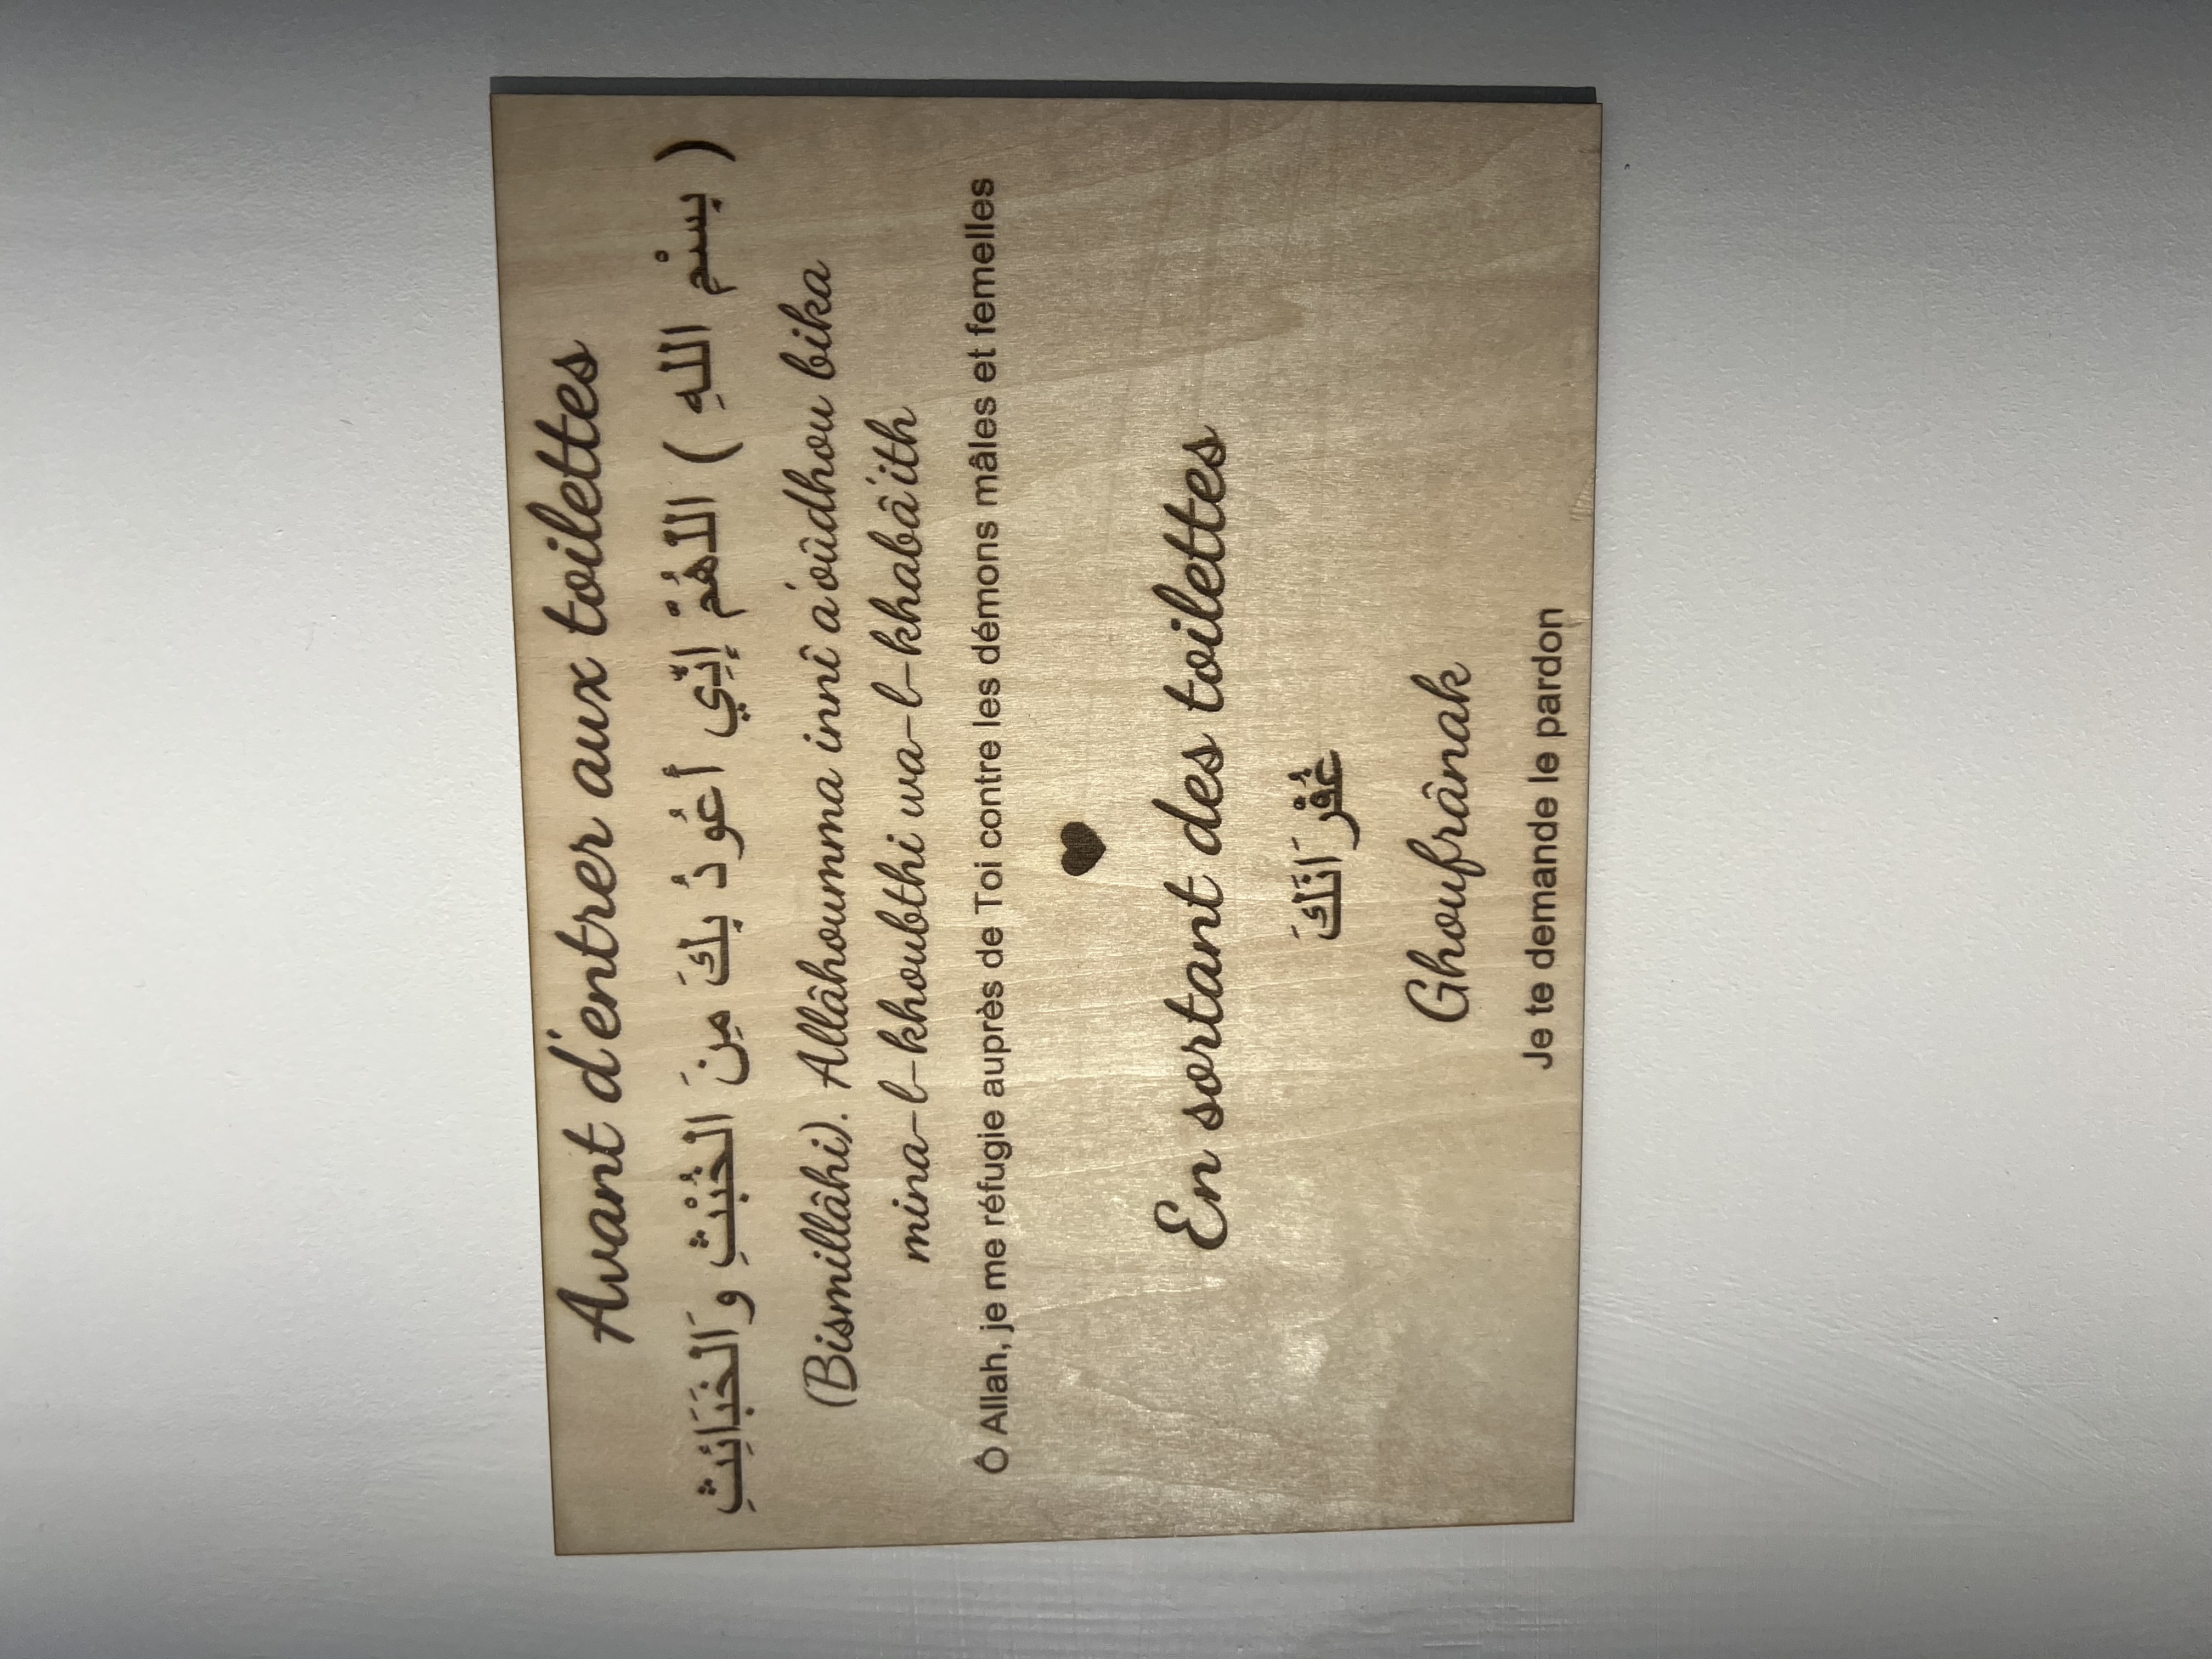 Avant d'entrer aux toilettes
( بِسْمِ اللهِ ) اللّهُمْ إِنِّي أَعُودُ بِكَ مِنَ الْخُبْثِ وَالْخَبَائِثِ
(Bismillâhi). Allâhoumma innî a'oûdhou bika
mina-l-khoubthi wa-l-khabâ'ith
Ô Allah, je me réfugie auprès de Toi contre les démons mâles et femelles
En sortant des toilettes
غُفْرَانَكَ
Ghoufrânak
Je te demande le pardon